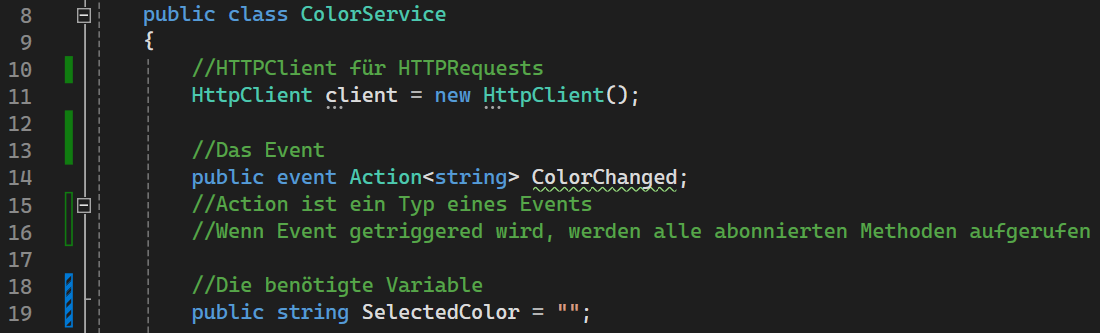 8 public class ColorService
9 {
10 //HTTPClient für HTTPRequests
11 HttpClient client = new HttpClient();
12
13 //Das Event
14 public event Action<string> ColorChanged;
15 //Action ist ein Typ eines Events
16 //Wenn Event getriggered wird, werden alle abonnierten Methoden aufgerufen
17
18 //Die benötigte Variable
19 public string SelectedColor = "";